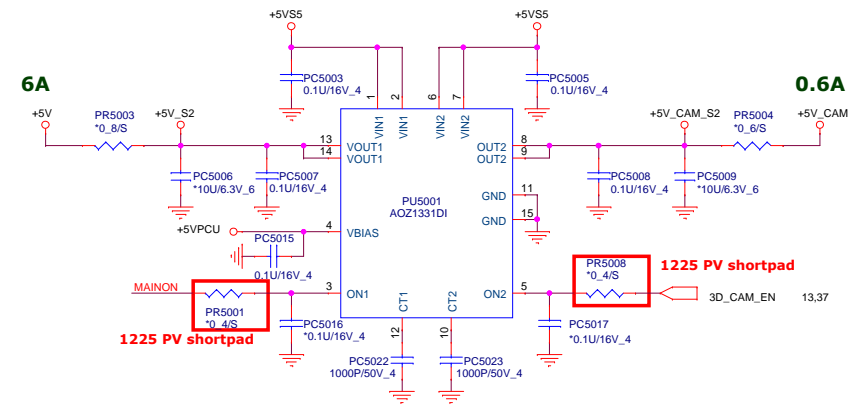 +5VS5
+5VS5
6A
0.6A
PC5003
0.1U/16V_4
PC5005
0.1U/16V_4
1
2
6
7
+5V
PR5003
*0_8/S
+5V_S2
+5V_CAM_S2
PR5004
*0_6/S
+5V_CAM
VIN1
VIN1
VIN2
VIN2
13
14
VOUT1
VOUT1
8
9
OUT2
OUT2
PC5006
*10U/6.3V_6
PC5007
0.1U/16V_4
PC5008
0.1U/16V_4
PC5009
*10U/6.3V_6
PU5001
AOZ1331DI
GND
11
GND
15
+5VPCU
4
VBIAS
PC5015
0.1U/16V_4
MAINON
PR5001
*0_4/S
1225 PV shortpad
3
ON1
CT1
CT2
ON2
5
PR5008
*0_4/S
1225 PV shortpad
3D_CAM_EN
13,37
PC5016
*0.1U/16V_4
12
10
PC5017
*0.1U/16V_4
PC5022
1000P/50V_4
PC5023
1000P/50V_4